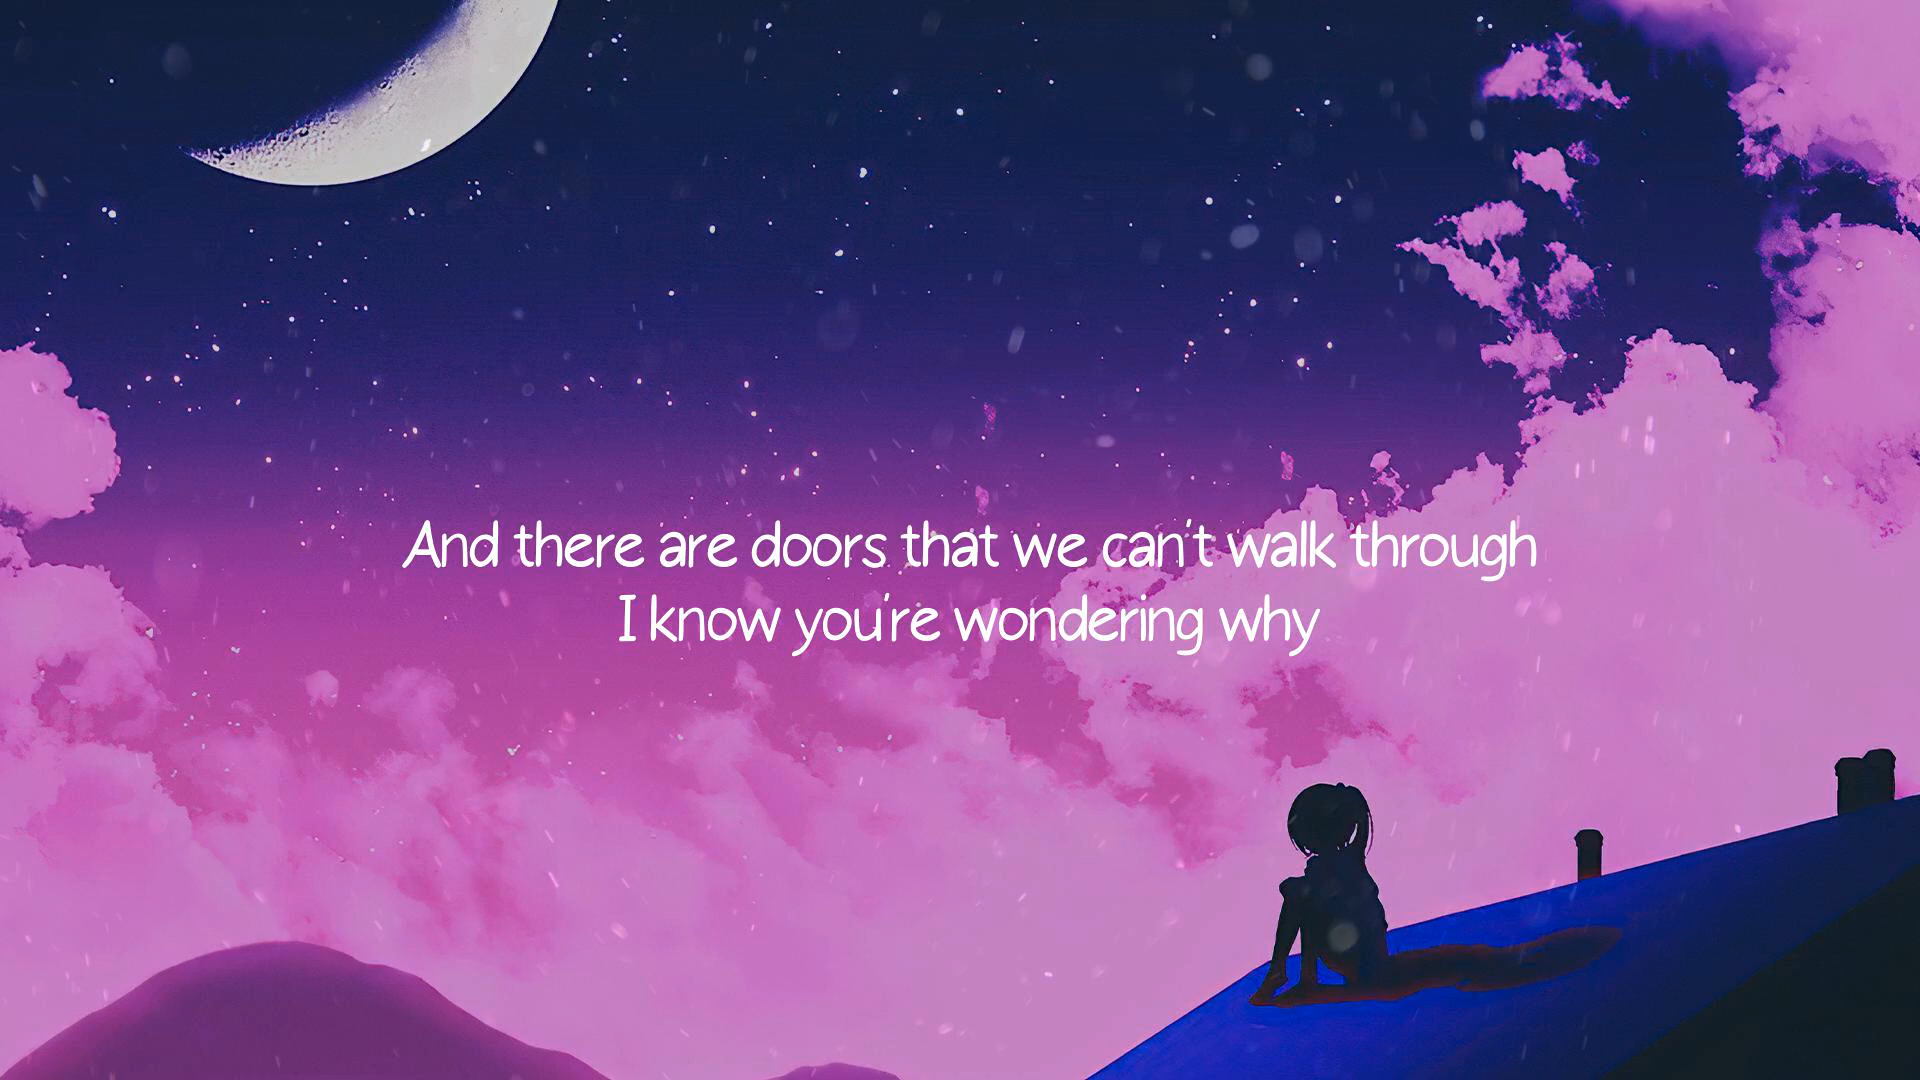 And there are doors that we can't walk through
I know you're wondering why